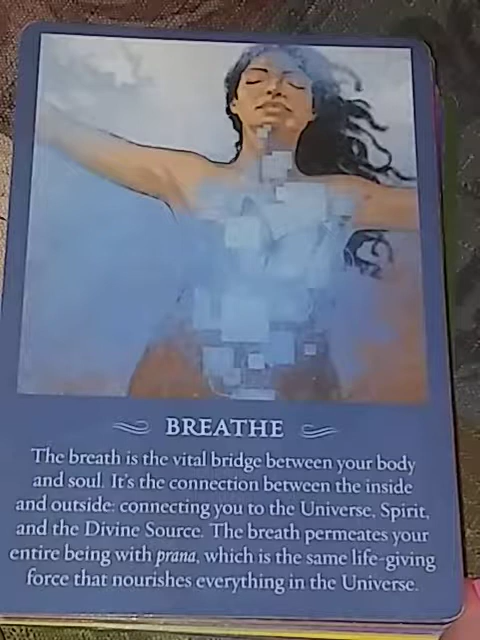 BREATHE
The breath is the vital bridge between your body
and soul. It's the connection between the inside
and outside: connecting you to the Universe, Spirit,
and the Divine Source. The breath permeates your
entire being with prana, which is the same life-giving
force that nourishes everything in the Universe.